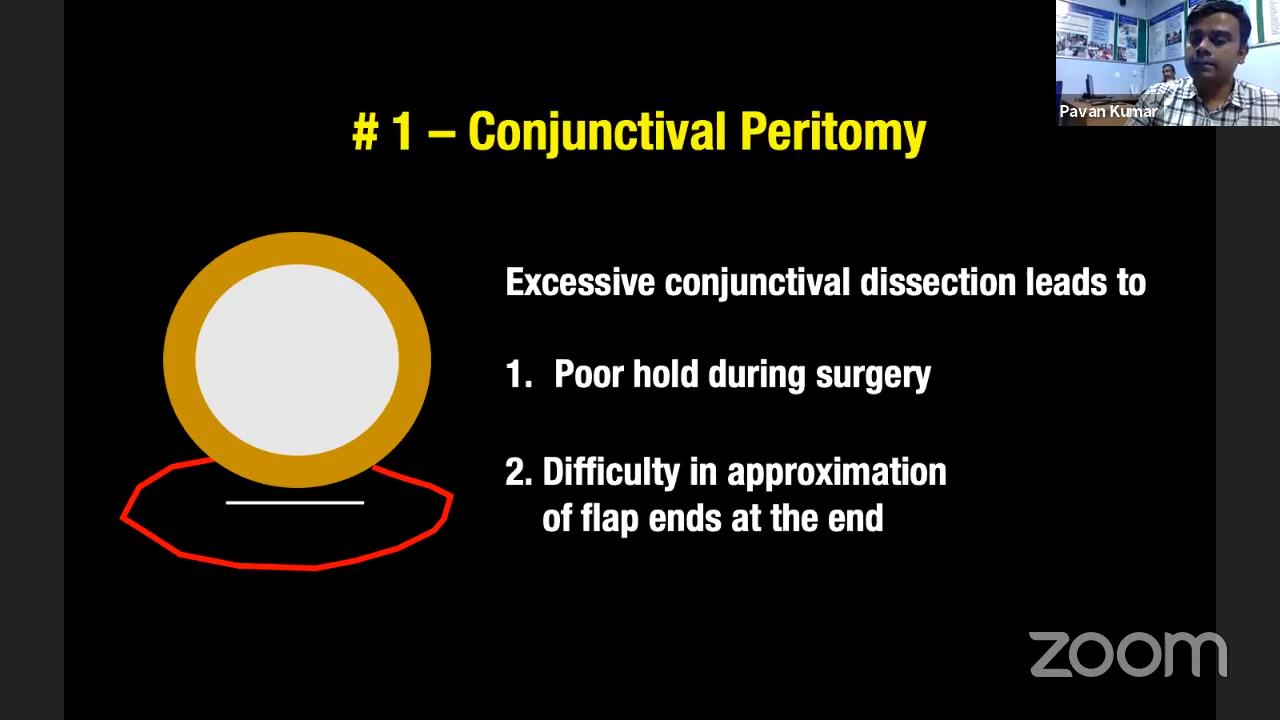 Pavan Kumar
# 1 – Conjunctival Peritomy
Excessive conjunctival dissection leads to
1. Poor hold during surgery
2. Difficulty in approximation
of flap ends at the end
zoom